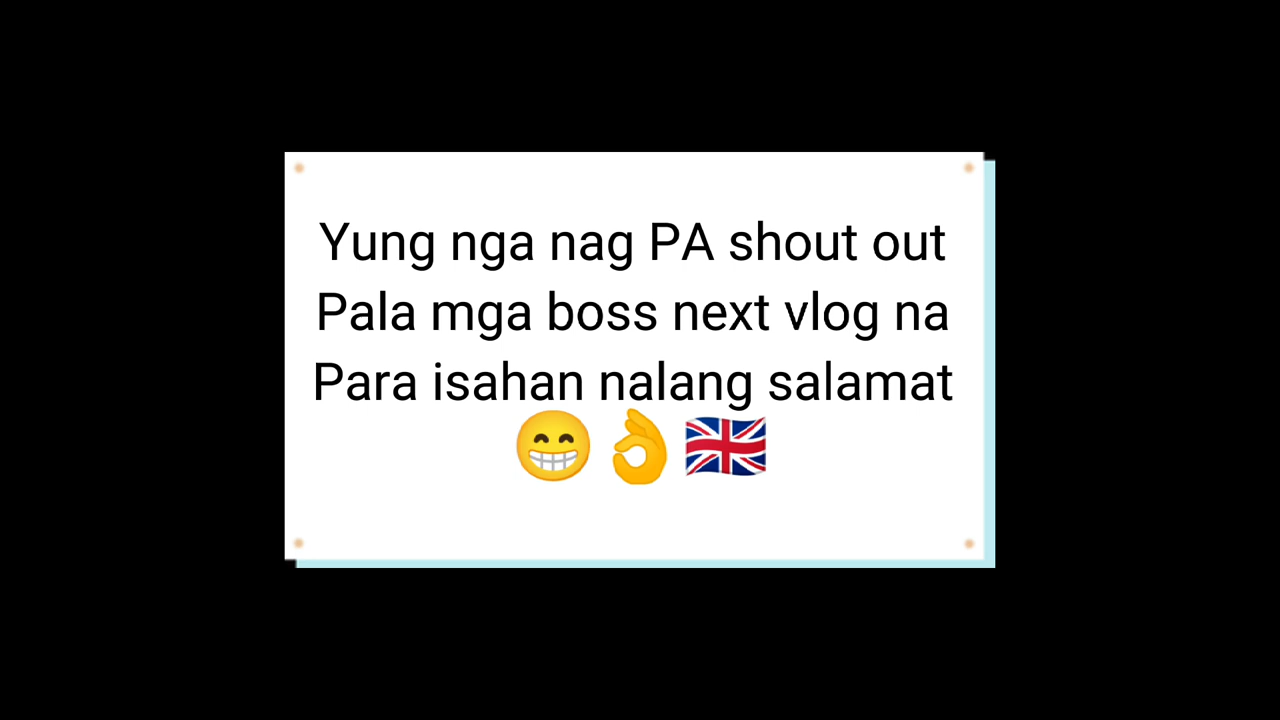 Yung nga nag PA shout out
Pala mga boss next vlog na
Para isahan nalang salamat
😁👌🇬🇧